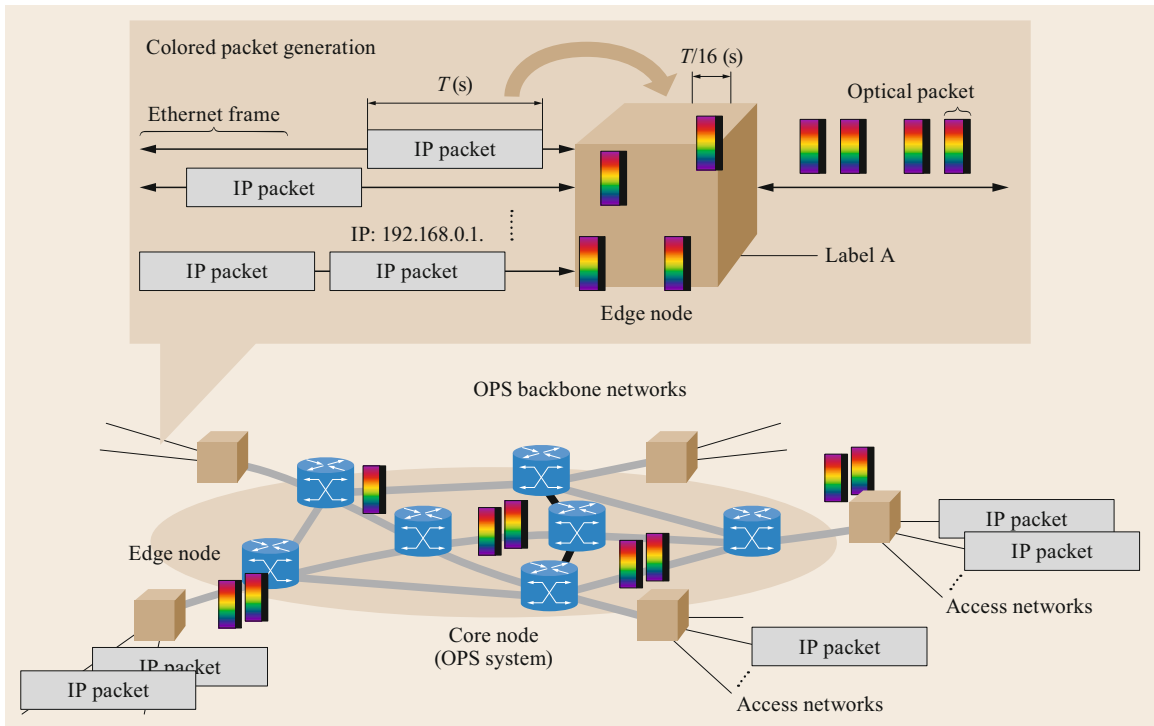 Colored packet generation
T/16 (s)
T (s)
Optical packet
Ethernet frame
IP packet
IP packet
IP: 192.168.0.1.
IP packet
IP packet
Label A
Edge node
OPS backbone networks
Edge node
IP packet
IP packet
Access networks
Core node
(OPS system)
IP packet
IP packet
IP packet
Access networks